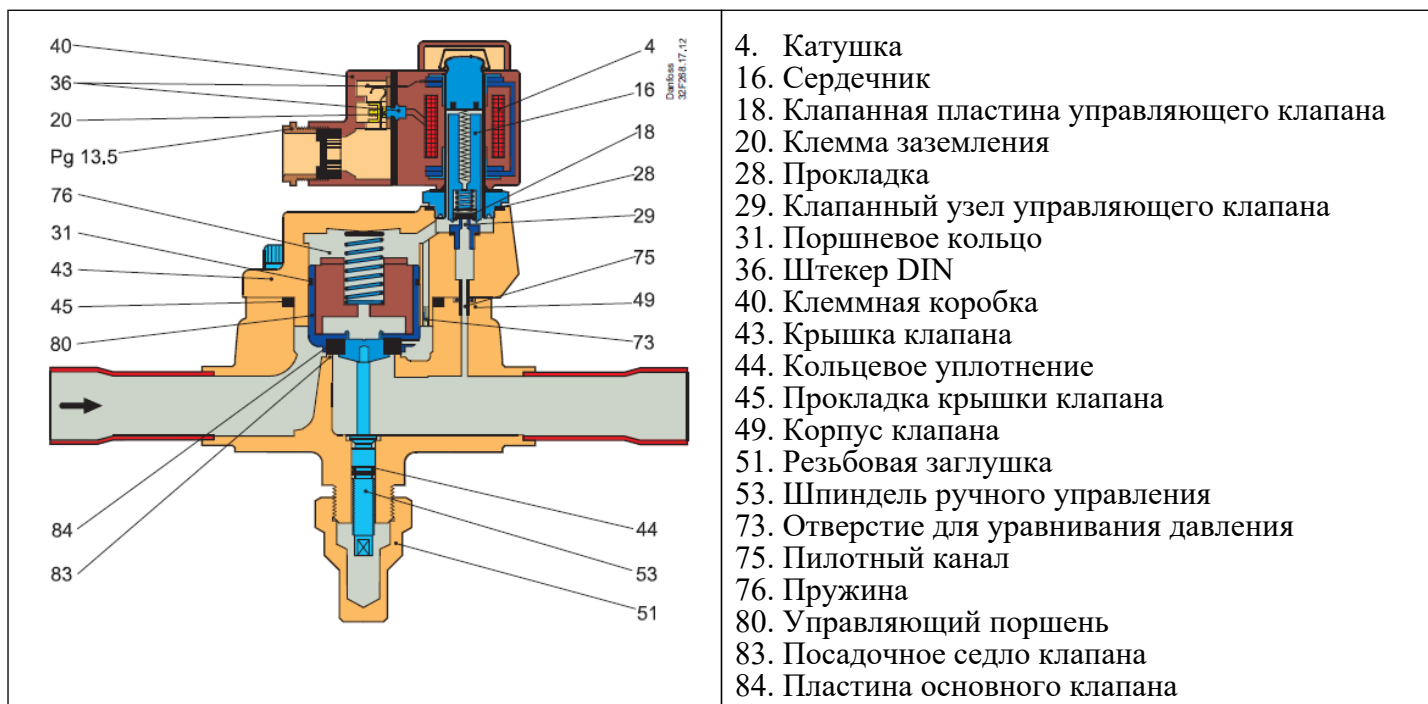 40
36
20
Pg 13,5
76
31
43
45
80
84
83
4
16
18
28
29
75
49
73
44
53
51
Danfoss
32F268.17.12
4. Катушка
16. Сердечник
18. Клапанная пластина управляющего клапана
20. Клемма заземления
28. Прокладка
29. Клапанный узел управляющего клапана
31. Поршневое кольцо
36. Штекер DIN
40. Клеммная коробка
43. Крышка клапана
44. Кольцевое уплотнение
45. Прокладка крышки клапана
49. Корпус клапана
51. Резьбовая заглушка
53. Шпиндель ручного управления
73. Отверстие для уравнивания давления
75. Пилотный канал
76. Пружина
80. Управляющий поршень
83. Посадочное седло клапана
84. Пластина основного клапана